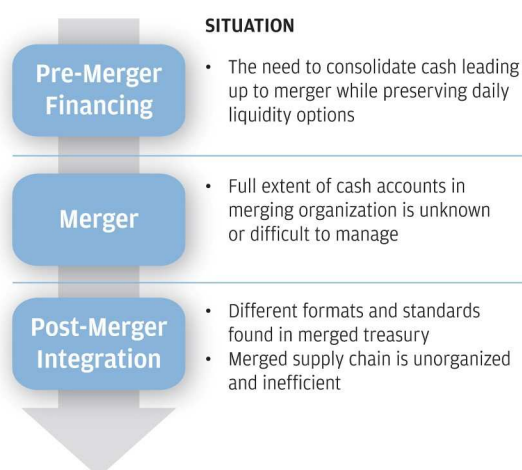 SITUATION
Pre-Merger
Financing
• The need to consolidate cash leading
up to merger while preserving daily
liquidity options
Merger
• Full extent of cash accounts in
merging organization is unknown
or difficult to manage
Post-Merger
Integration
• Different formats and standards
found in merged treasury
• Merged supply chain is unorganized
and inefficient